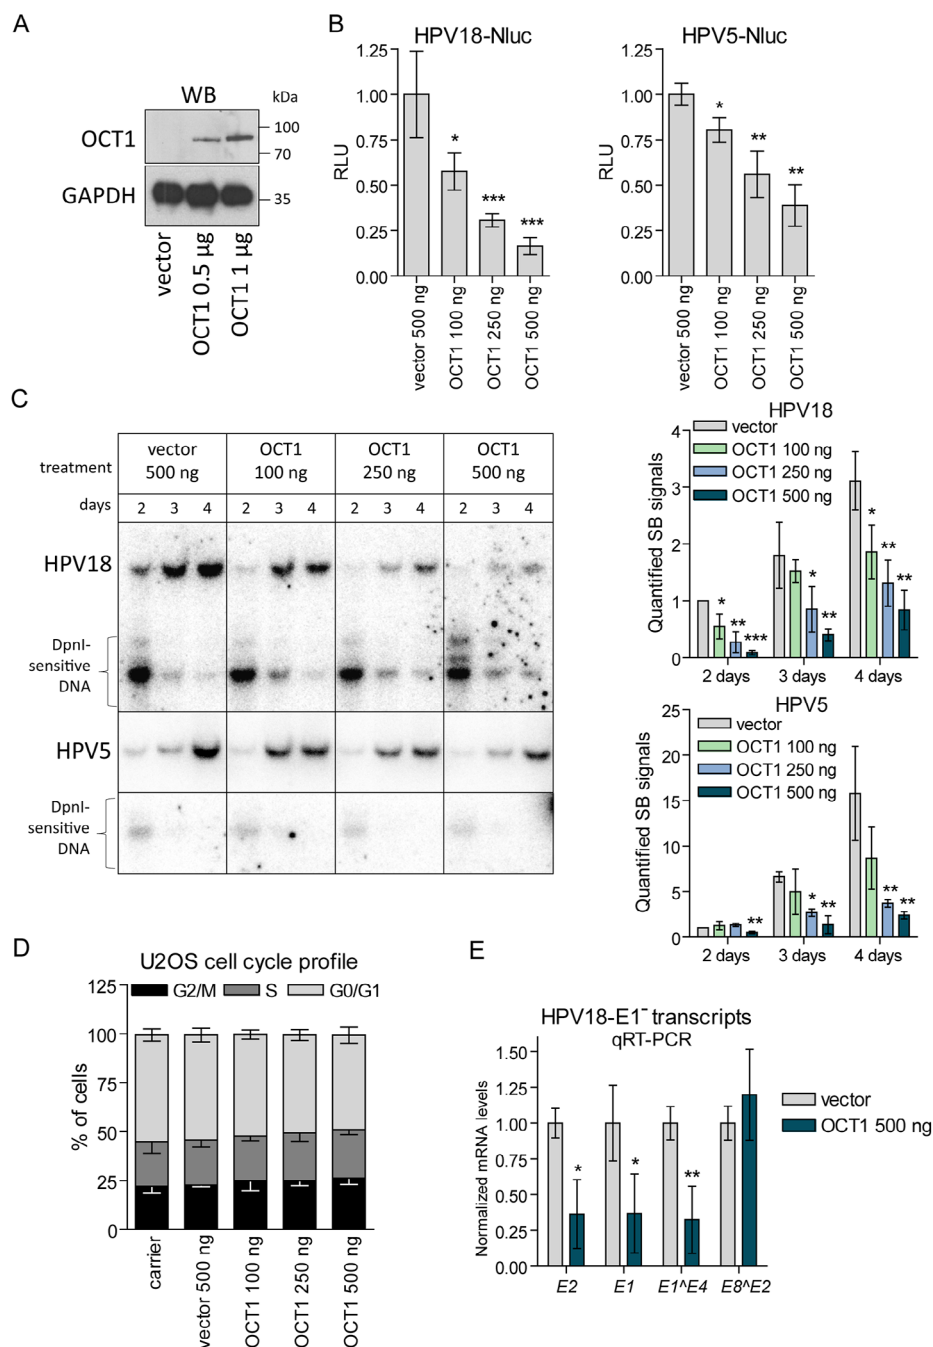 A
WB
kDa
OCT1
100
70
GAPDH
35
vector
OCT1 0.5 µg
OCT1 1 µg
B
HPV18-Nluc
RLU
1.25
1.00
0.75
0.50
0.25
0.00
*
***
***
vector 500 ng
OCT1 100 ng
OCT1 250 ng
OCT1 500 ng
HPV5-Nluc
RLU
1.25
1.00
0.75
0.50
0.25
0.00
*
**
**
vector 500 ng
OCT1 100 ng
OCT1 250 ng
OCT1 500 ng
C
treatment
vector
500 ng
OCT1
100 ng
OCT1
250 ng
OCT1
500 ng
days
2 3 4 2 3 4 2 3 4 2 3 4
HPV18
DpnI-
sensitive
DNA
HPV5
DpnI-
sensitive
DNA
HPV18
vector
OCT1 100 ng
OCT1 250 ng
OCT1 500 ng
Quantified SB signals
4
3
2
1
0
* ** ***
* **
* ** **
2 days 3 days 4 days
HPV5
vector
OCT1 100 ng
OCT1 250 ng
OCT1 500 ng
Quantified SB signals
25
20
15
10
5
0
**
* **
** **
2 days 3 days 4 days
D
U2OS cell cycle profile
G2/M S G0/G1
% of cells
125
100
75
50
25
0
carrier
vector 500 ng
OCT1 100 ng
OCT1 250 ng
OCT1 500 ng
E
HPV18-E1⁻ transcripts
qRT-PCR
Normalized mRNA levels
1.50
1.25
1.00
0.75
0.50
0.25
0.00
* * **
E2 E1 E1^E4 E8^E2
vector
OCT1 500 ng